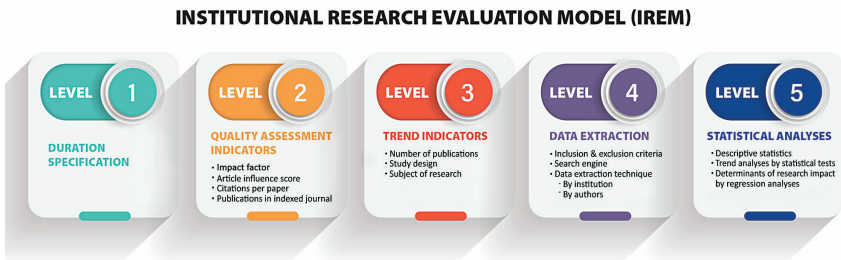 INSTITUTIONAL RESEARCH EVALUATION MODEL (IREM)
LEVEL 1
DURATION
SPECIFICATION
LEVEL 2
QUALITY ASSESSMENT
INDICATORS
• Impact factor
• Article influence score
• Citations per paper
• Publications in indexed journal
LEVEL 3
TREND INDICATORS
• Number of publications
• Study design
• Subject of research
LEVEL 4
DATA EXTRACTION
• Inclusion & exclusion criteria
• Search engine
• Data extraction technique
- By institution
- By authors
LEVEL 5
STATISTICAL ANALYSES
• Descriptive statistics
• Trend analyses by statistical tests
• Determinants of research impact
by regression analyses